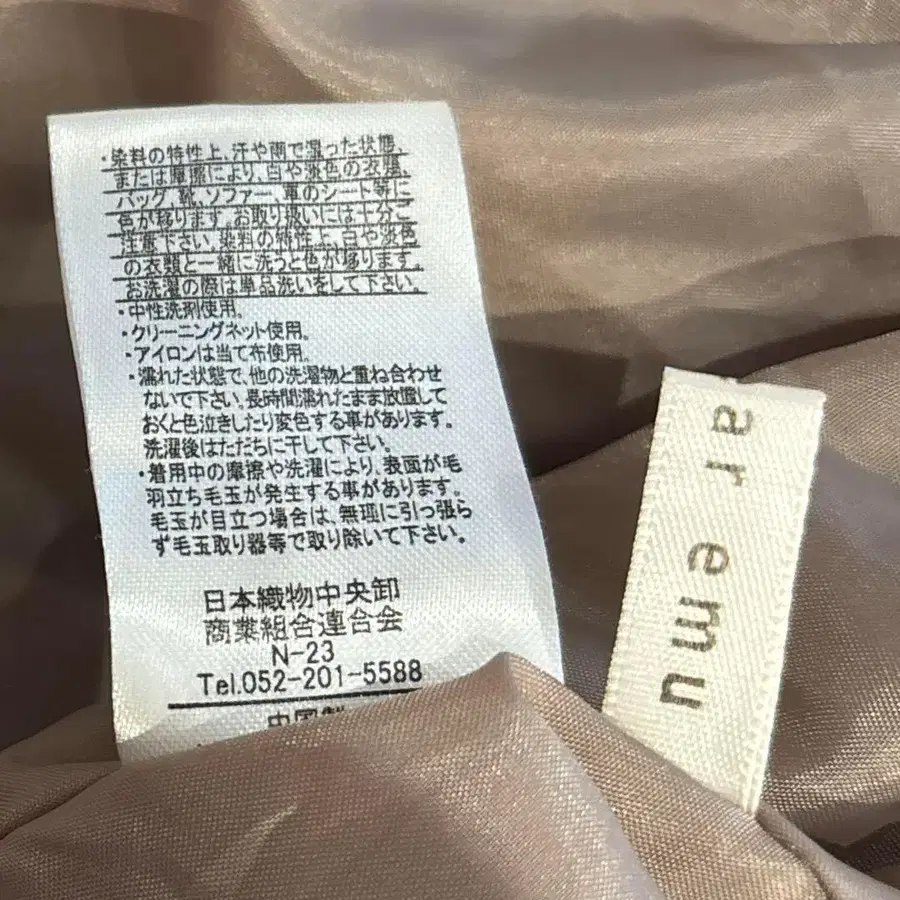 ・染料の特性上、汗や雨で湿った状態、
または摩擦により、白や淡色の衣類、
バッグ、靴、ソファー、車のシート等に
色が移ります。お取り扱いには十分ご
注意下さい。染料の特性上、白や淡色
の衣類と一緒に洗うと色が移ります。
お洗濯の際は単品洗いをして下さい。
・中性洗剤使用。
・クリーニングネット使用。
・アイロンは当て布使用。
・濡れた状態で、他の洗濯物と重ね合わせ
ないで下さい。長時間濡れたまま放置して
おくと色泣きしたり変色する事があります。
洗濯後はただちに干して下さい。
・着用中の摩擦や洗濯により、表面が毛
羽立ち毛玉が発生する事があります。
毛玉が目立つ場合は、無理に引っ張ら
ず毛玉取り器等で取り除いて下さい。
日本織物中央卸
商業組合連合会
N-23
Tel.052-201-5588
中国製
ar emu